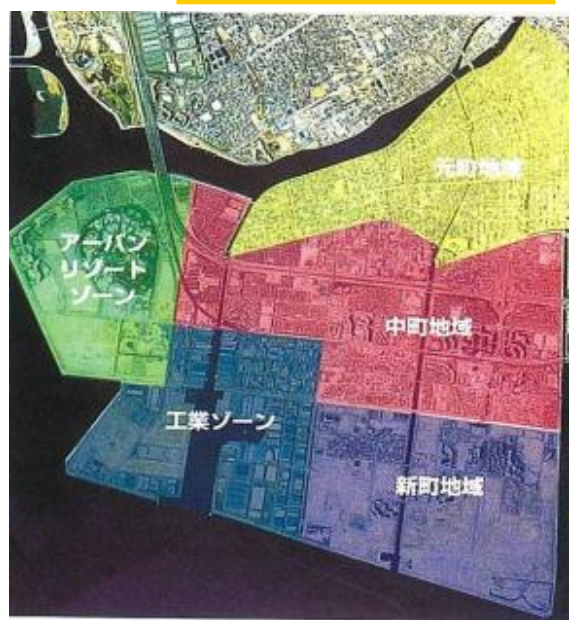 元町地域
アーバン
リゾート
ゾーン
中町地域
工業ゾーン
新町地域